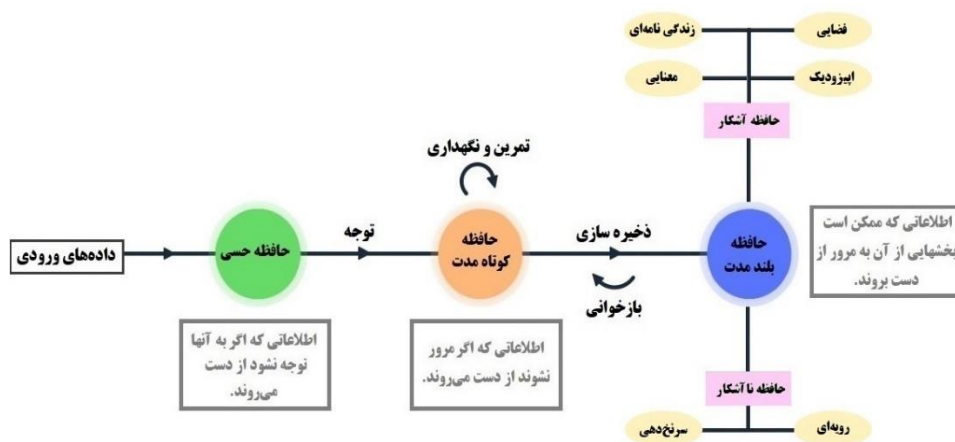 فضایی
زندگی نامه‌ای
اپیزودیک
معنایی
حافظه آشکار
تمرین و نگهداری
داده‌های ورودی
حافظه حسی
توجه
حافظه
کوتاه مدت
ذخیره سازی
بازخوانی
حافظه
بلند مدت
اطلاعاتی که ممکن است
بخشهایی از آن به مرور از
دست بروند.
اطلاعاتی که اگر به آنها
توجه نشود از دست
می‌روند.
اطلاعاتی که اگر مرور
نشوند از دست می‌روند.
حافظه ناآشکار
رویه‌ای
سرنخ‌دهی